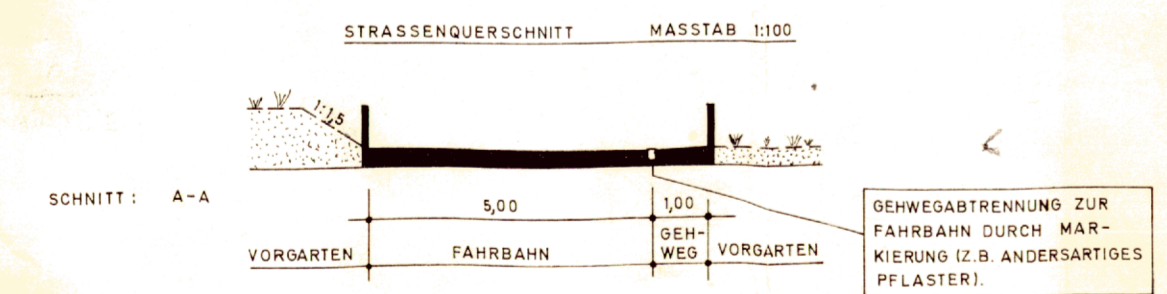 STRASSENQUERSCHNITT MASSTAB 1:100
1:1,5
SCHNITT: A-A
5,00 1,00
VORGARTEN FAHRBAHN GEH-
WEG VORGARTEN
GEHWEGABTRENNUNG ZUR
FAHRBAHN DURCH MAR-
KIERUNG (Z.B. ANDERSARTIGES
PFLASTER).